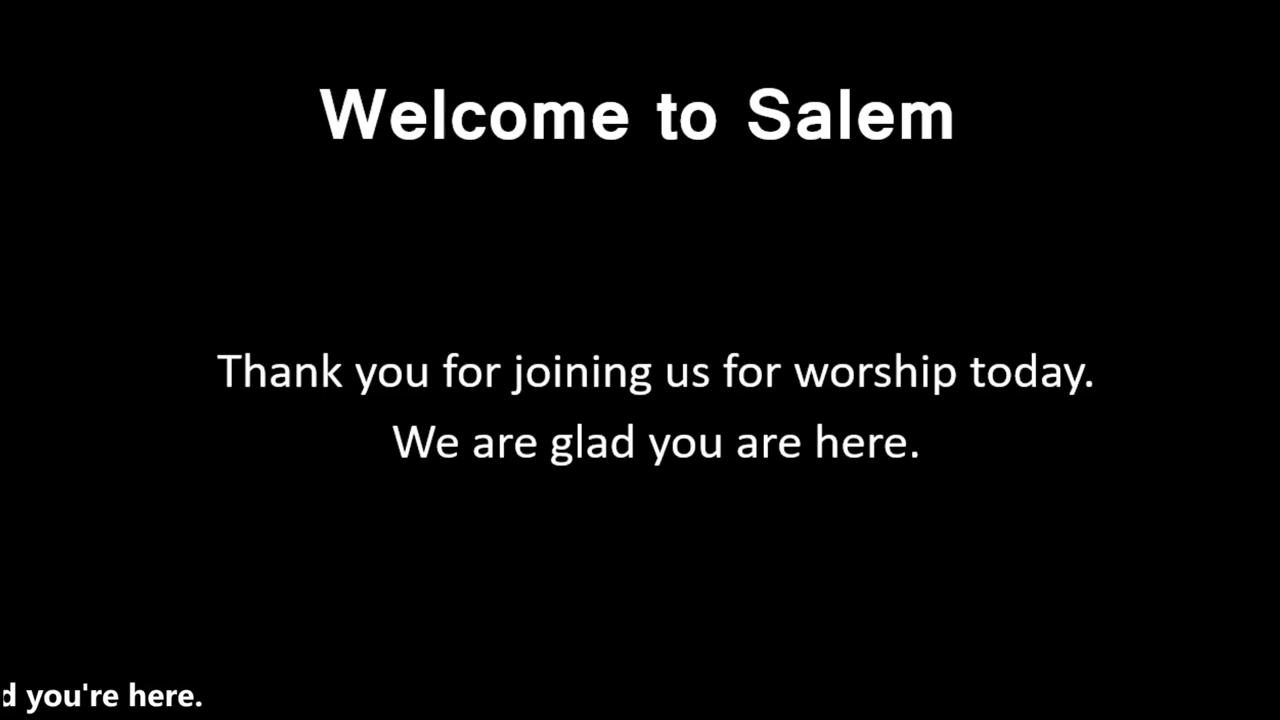 Welcome to Salem
Thank you for joining us for worship today.
We are glad you are here.
you're here.